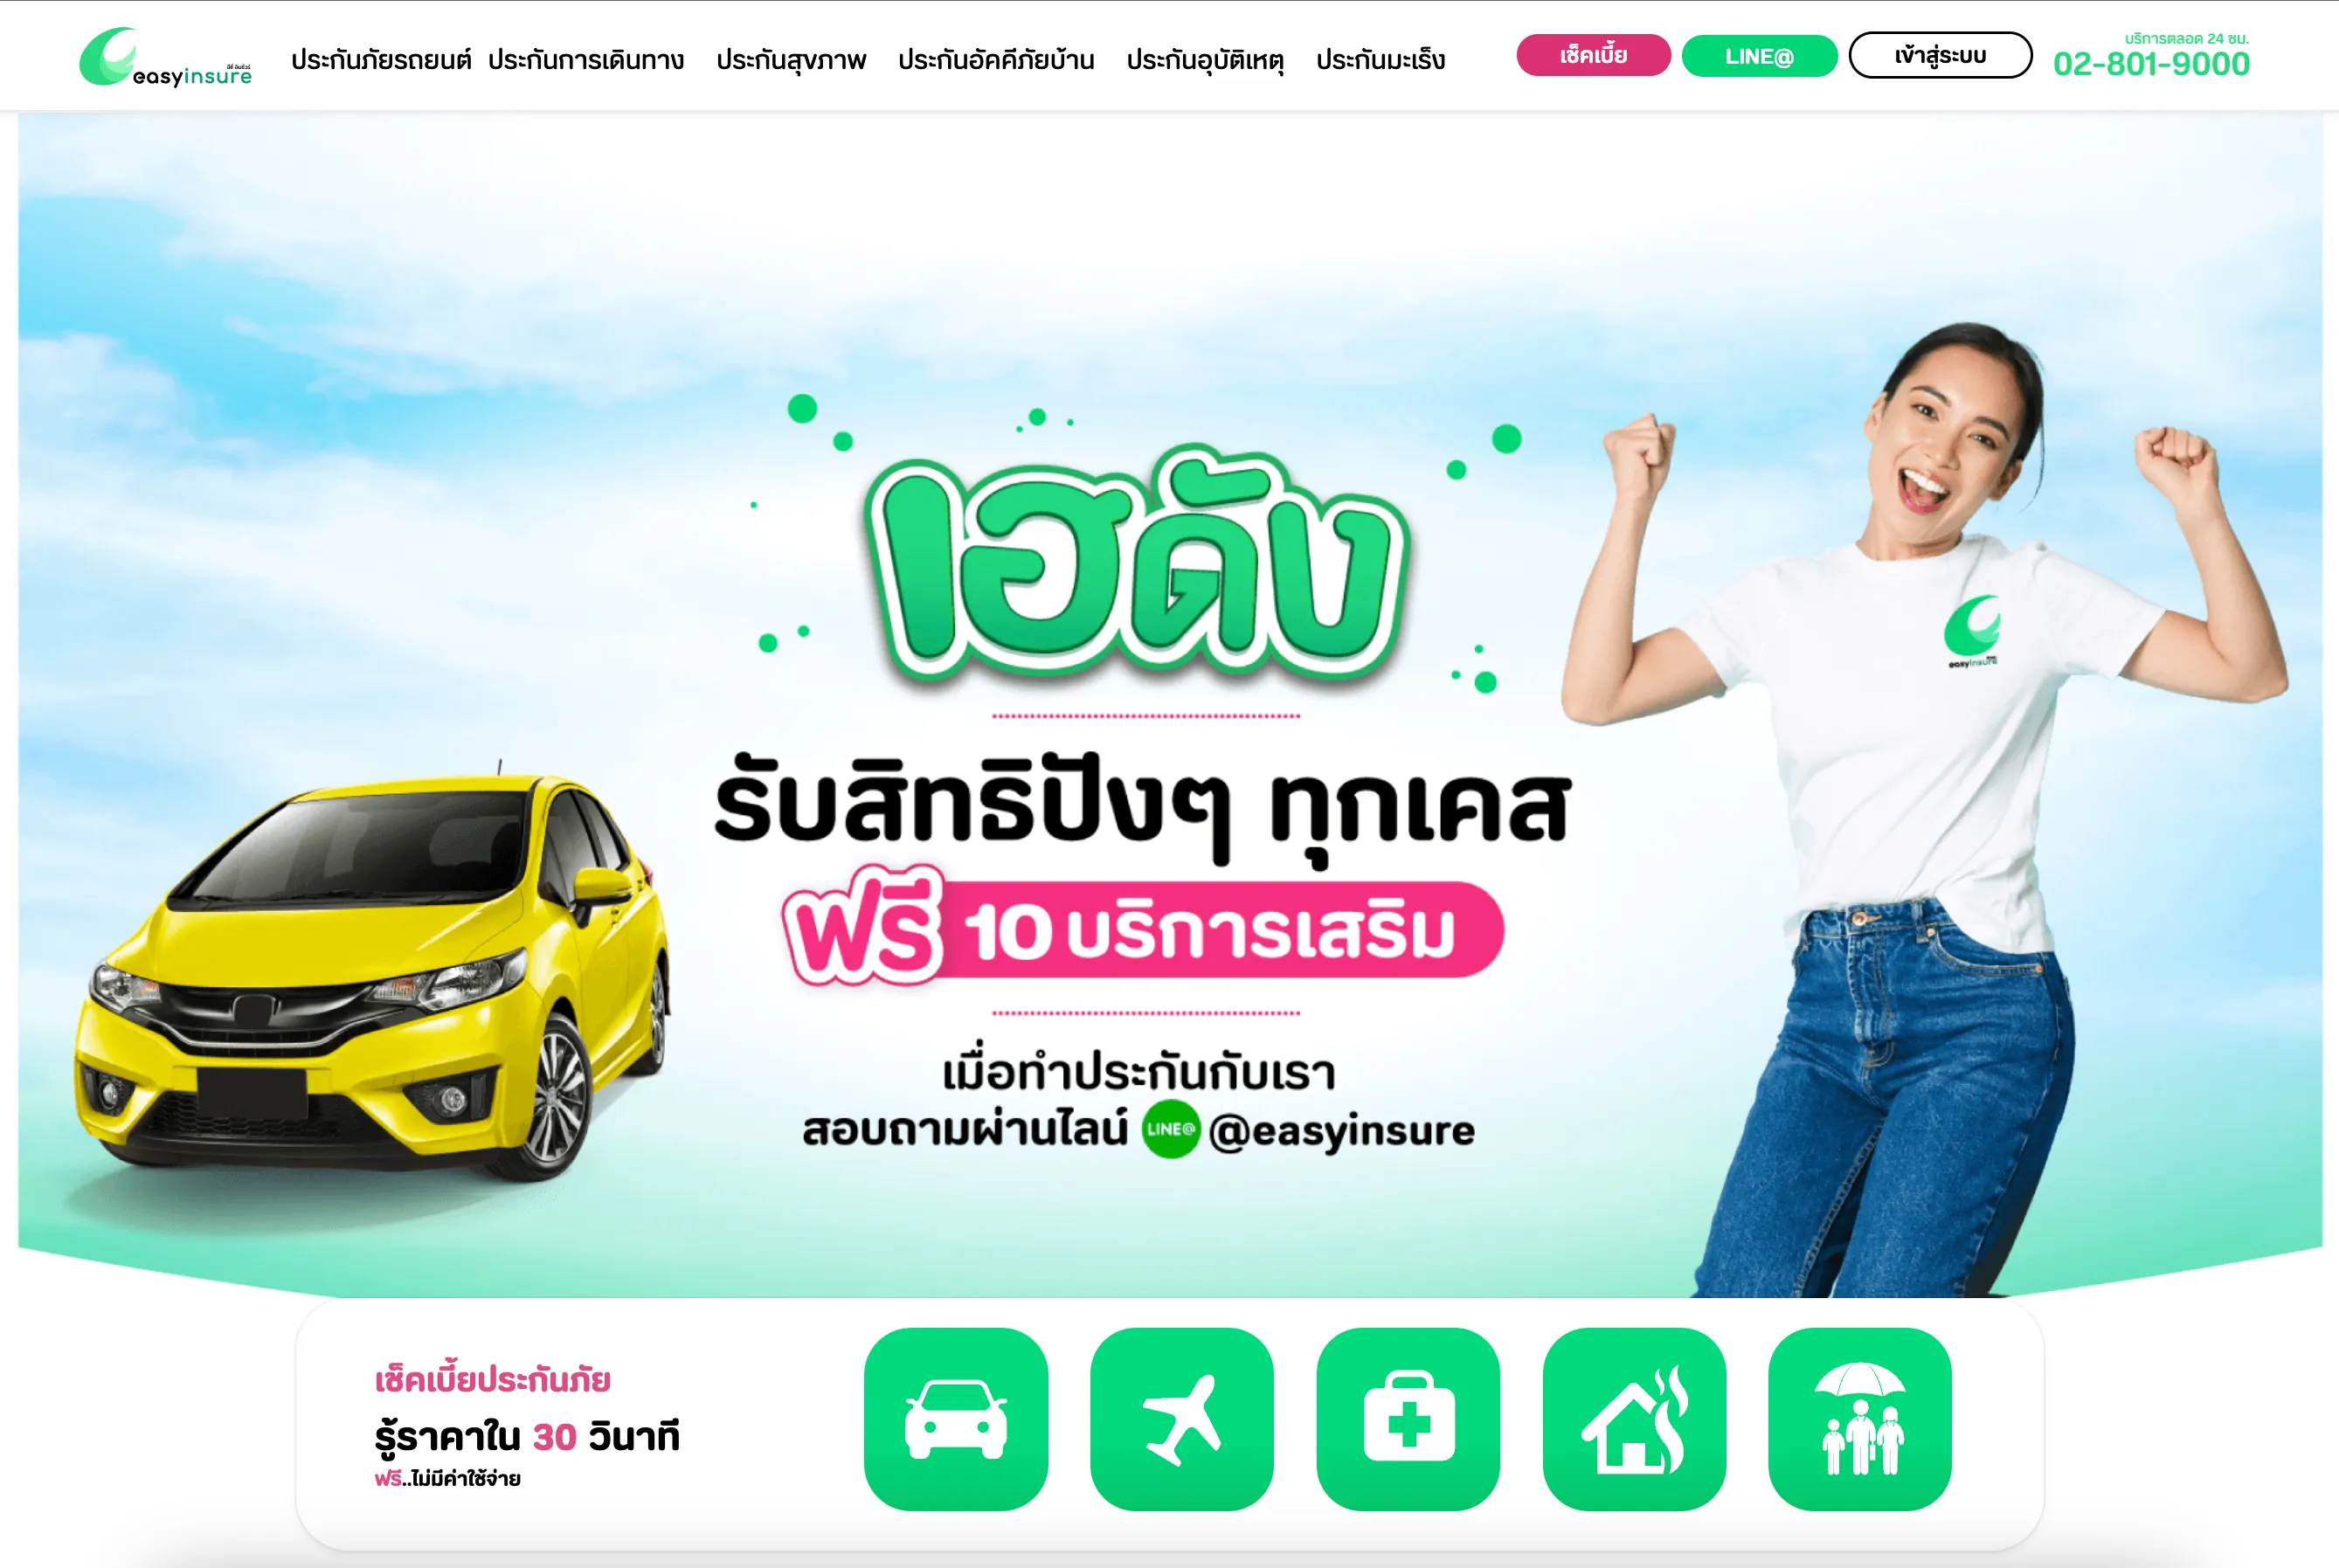 อีซี่ อินชัวร์
easyinsure
ประกันภัยรถยนต์ ประกันการเดินทาง ประกันสุขภาพ ประกันอัคคีภัยบ้าน ประกันอุบัติเหตุ ประกันมะเร็ง
เช็คเบี้ย
LINE@
เข้าสู่ระบบ
บริการตลอด 24 ชม.
02-801-9000
เฮดัง
รับสิทธิปังๆ ทุกเคส
ฟรี 10 บริการเสริม
เมื่อทำประกันกับเรา
สอบถามผ่านไลน์ LINE@ @easyinsure
easyinsure
เช็คเบี้ยประกันภัย
รู้ราคาใน 30 วินาที
ฟรี..ไม่มีค่าใช้จ่าย